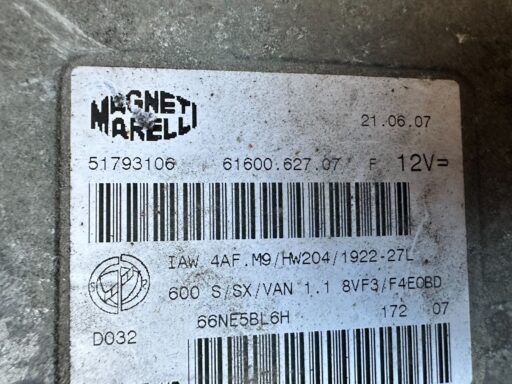 MAGNETI
MARELLI
21.06.07
51793106 61600.627.07 F 12V=
IAW 4AF.M9/HW204/1922-27L
600 S/SX/VAN 1.1 8VF3/F4EOBD
66NE5BL6H 172 07
D032